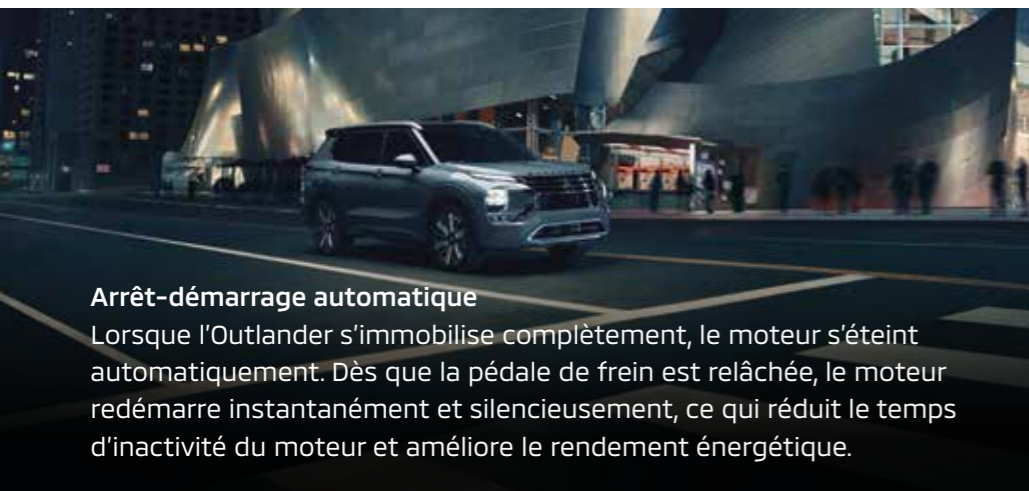 Arrêt-démarrage automatique
Lorsque l’Outlander s’immobilise complètement, le moteur s’éteint
automatiquement. Dès que la pédale de frein est relâchée, le moteur
redémarre instantanément et silencieusement, ce qui réduit le temps
d’inactivité du moteur et améliore le rendement énergétique.